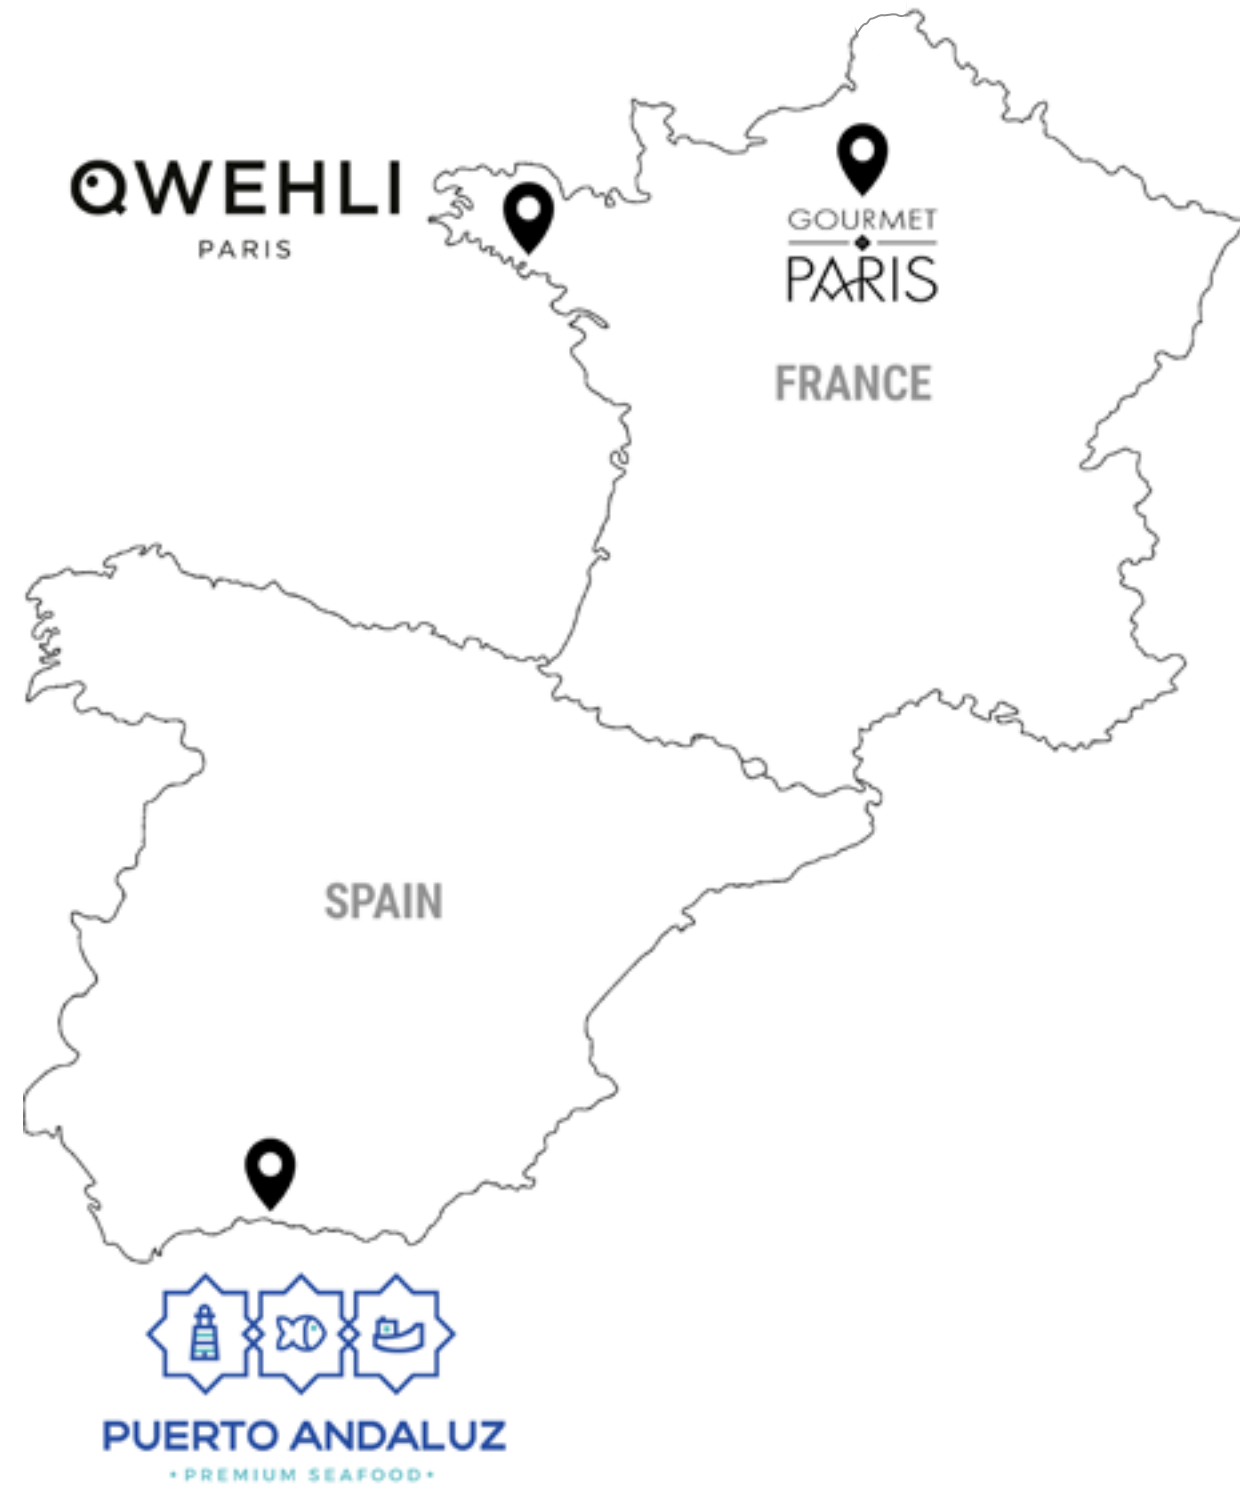 QWEHLI
PARIS
GOURMET
PARIS
FRANCE
SPAIN
PUERTO ANDALUZ
• PREMIUM SEAFOOD •